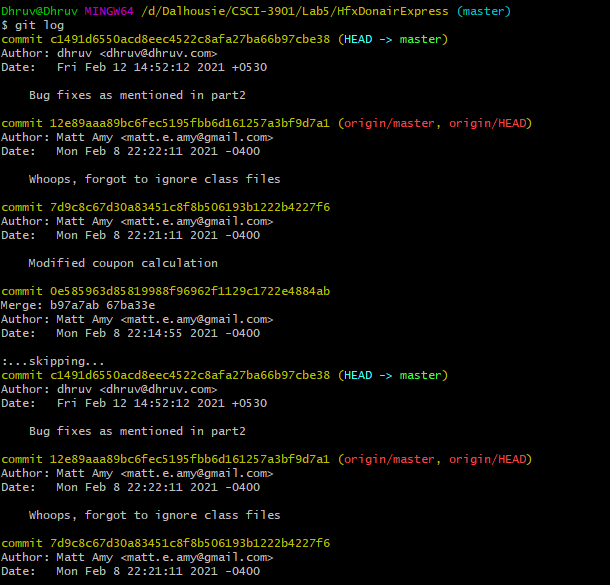 Dhruv@Dhruv MINGW64 /d/Dalhousie/CSCI-3901/Lab5/HfxDonairExpress (master)
$ git log
commit c1491d6550acd8eec4522c8afa27ba66b97cbe38 (HEAD -> master)
Author: dhruv <dhruv@dhruv.com>
Date:   Fri Feb 12 14:52:12 2021 +0530

    Bug fixes as mentioned in part2

commit 12e89aaa89bc6fec5195fbb6d161257a3bf9d7a1 (origin/master, origin/HEAD)
Author: Matt Amy <matt.e.amy@gmail.com>
Date:   Mon Feb 8 22:22:11 2021 -0400

    Whoops, forgot to ignore class files

commit 7d9c8c67d30a83451c8f8b506193b1222b4227f6
Author: Matt Amy <matt.e.amy@gmail.com>
Date:   Mon Feb 8 22:21:11 2021 -0400

    Modified coupon calculation

commit 0e585963d85819988f96962f1129c1722e4884ab
Merge: b97a7ab 67ba33e
Author: Matt Amy <matt.e.amy@gmail.com>
Date:   Mon Feb 8 22:14:55 2021 -0400

:...skipping...
commit c1491d6550acd8eec4522c8afa27ba66b97cbe38 (HEAD -> master)
Author: dhruv <dhruv@dhruv.com>
Date:   Fri Feb 12 14:52:12 2021 +0530

    Bug fixes as mentioned in part2

commit 12e89aaa89bc6fec5195fbb6d161257a3bf9d7a1 (origin/master, origin/HEAD)
Author: Matt Amy <matt.e.amy@gmail.com>
Date:   Mon Feb 8 22:22:11 2021 -0400

    Whoops, forgot to ignore class files

commit 7d9c8c67d30a83451c8f8b506193b1222b4227f6
Author: Matt Amy <matt.e.amy@gmail.com>
Date:   Mon Feb 8 22:21:11 2021 -0400